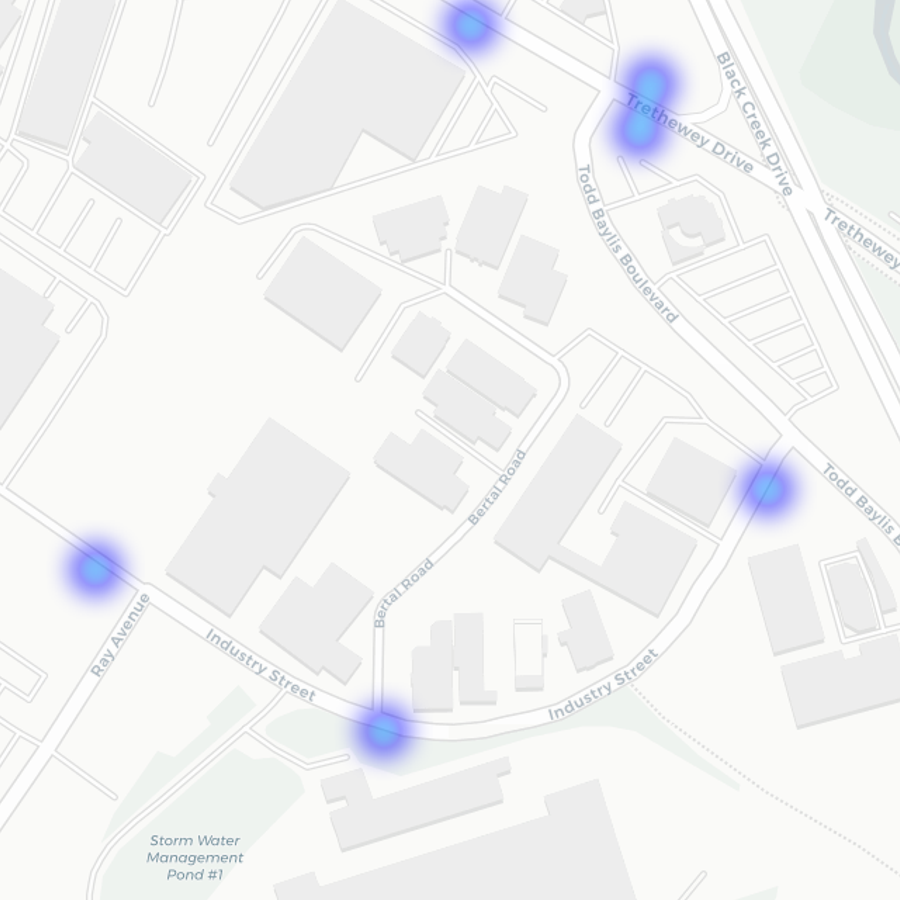 Black Creek Drive
Trethewey Drive
Trethewey
Todd Baylis Boulevard
Bertal Road
Todd Baylis B
Bertal Road
Ray Avenue
Industry Street
Industry Street
Storm Water
Management
Pond #1